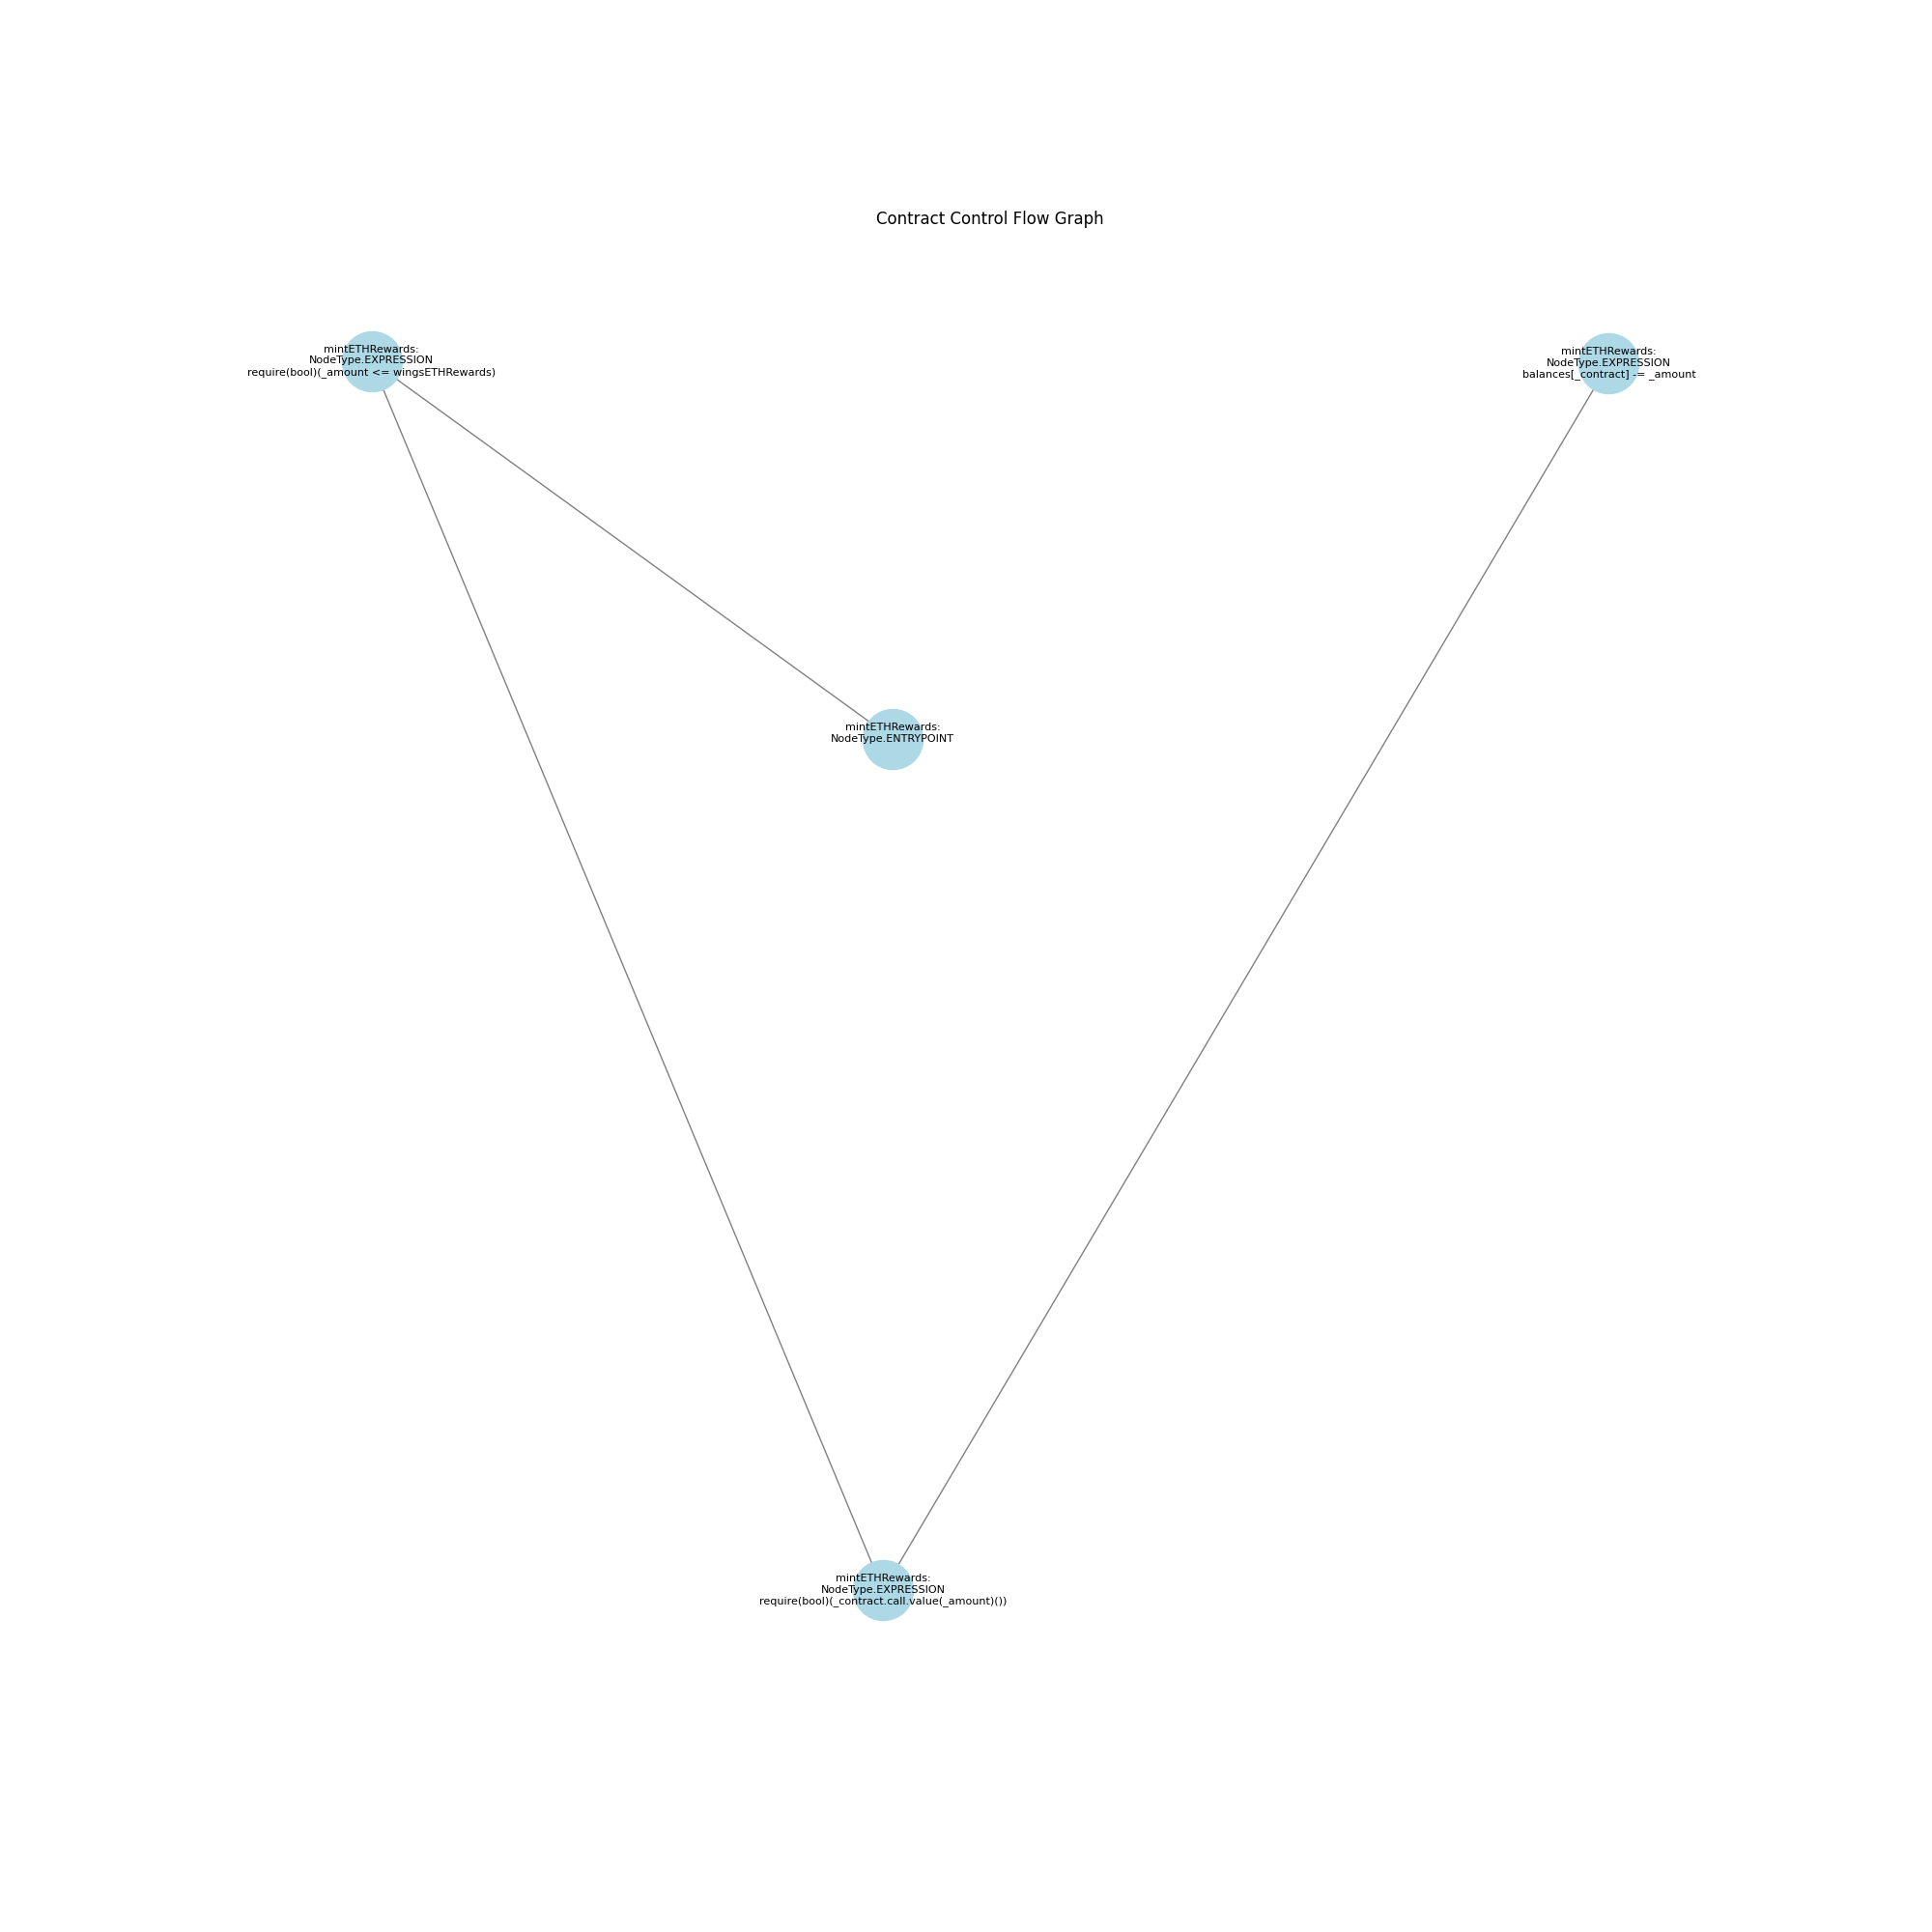 Contract Control Flow Graph
mintETHRewards:
NodeType.EXPRESSION
require(bool)(_amount <= wingsETHRewards)
mintETHRewards:
NodeType.EXPRESSION
balances[_contract] -= _amount
mintETHRewards:
NodeType.ENTRYPOINT
mintETHRewards:
NodeType.EXPRESSION
require(bool)(_contract.call.value(_amount)())